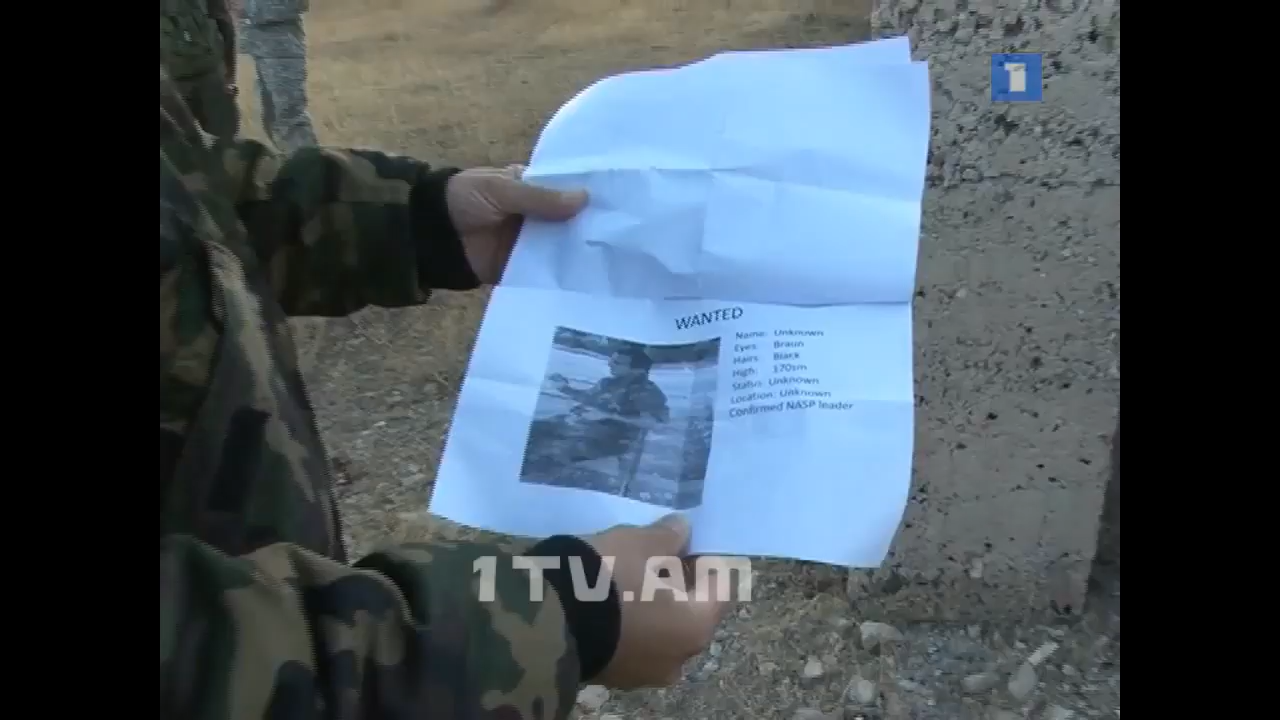 1
WANTED
Name: Unknown
Eyes: Braun
Hairs: Black
High: 170sm
Status: Unknown
Location: Unknown
Confirmed NASP leader
1TV.AM